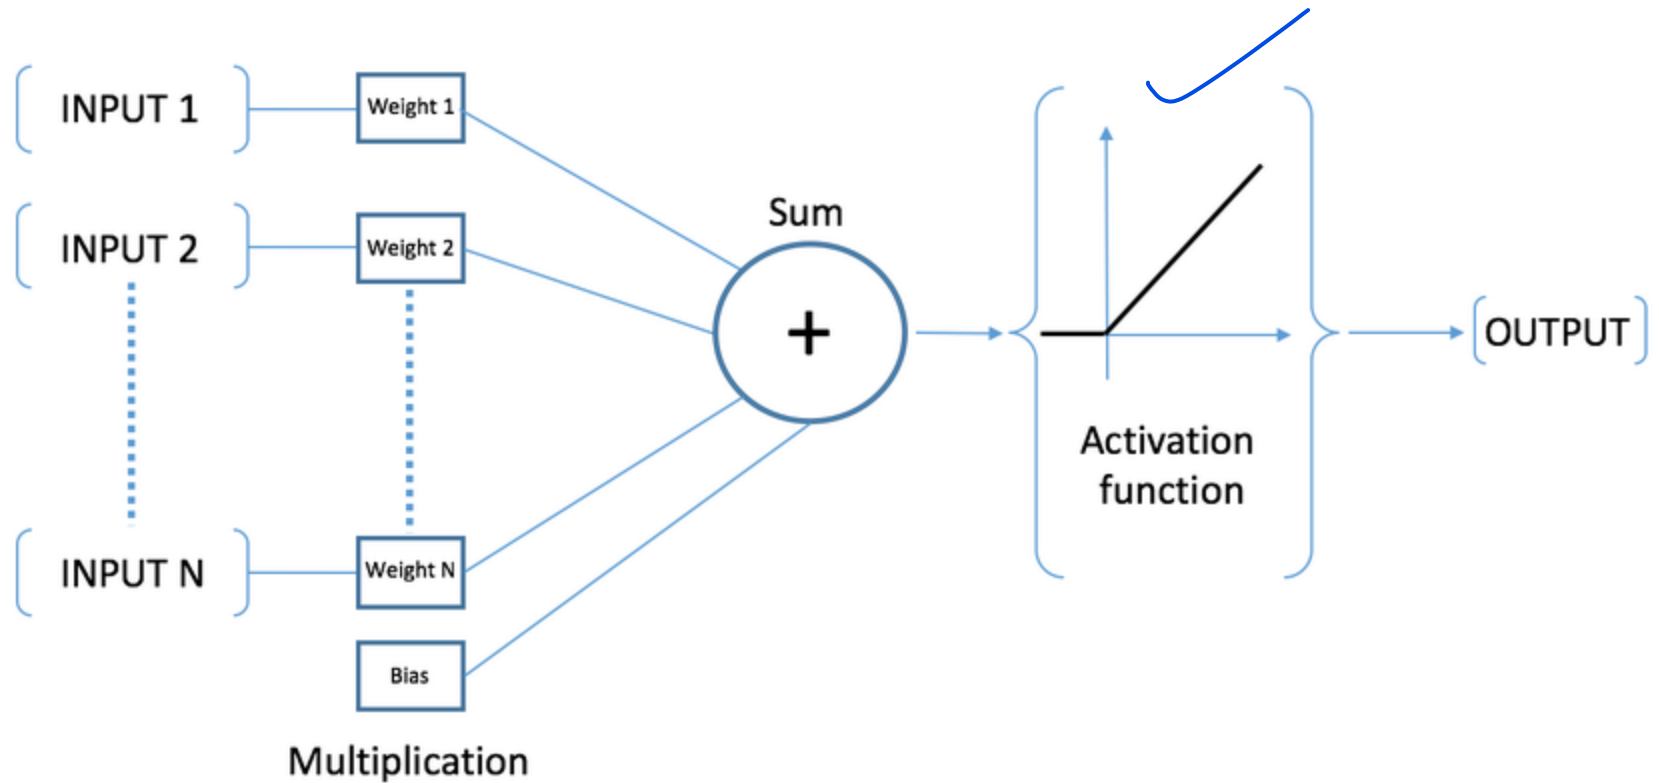 INPUT 1
Weight 1
INPUT 2
Weight 2
Sum
+
OUTPUT
Activation
function
INPUT N
Weight N
Bias
Multiplication